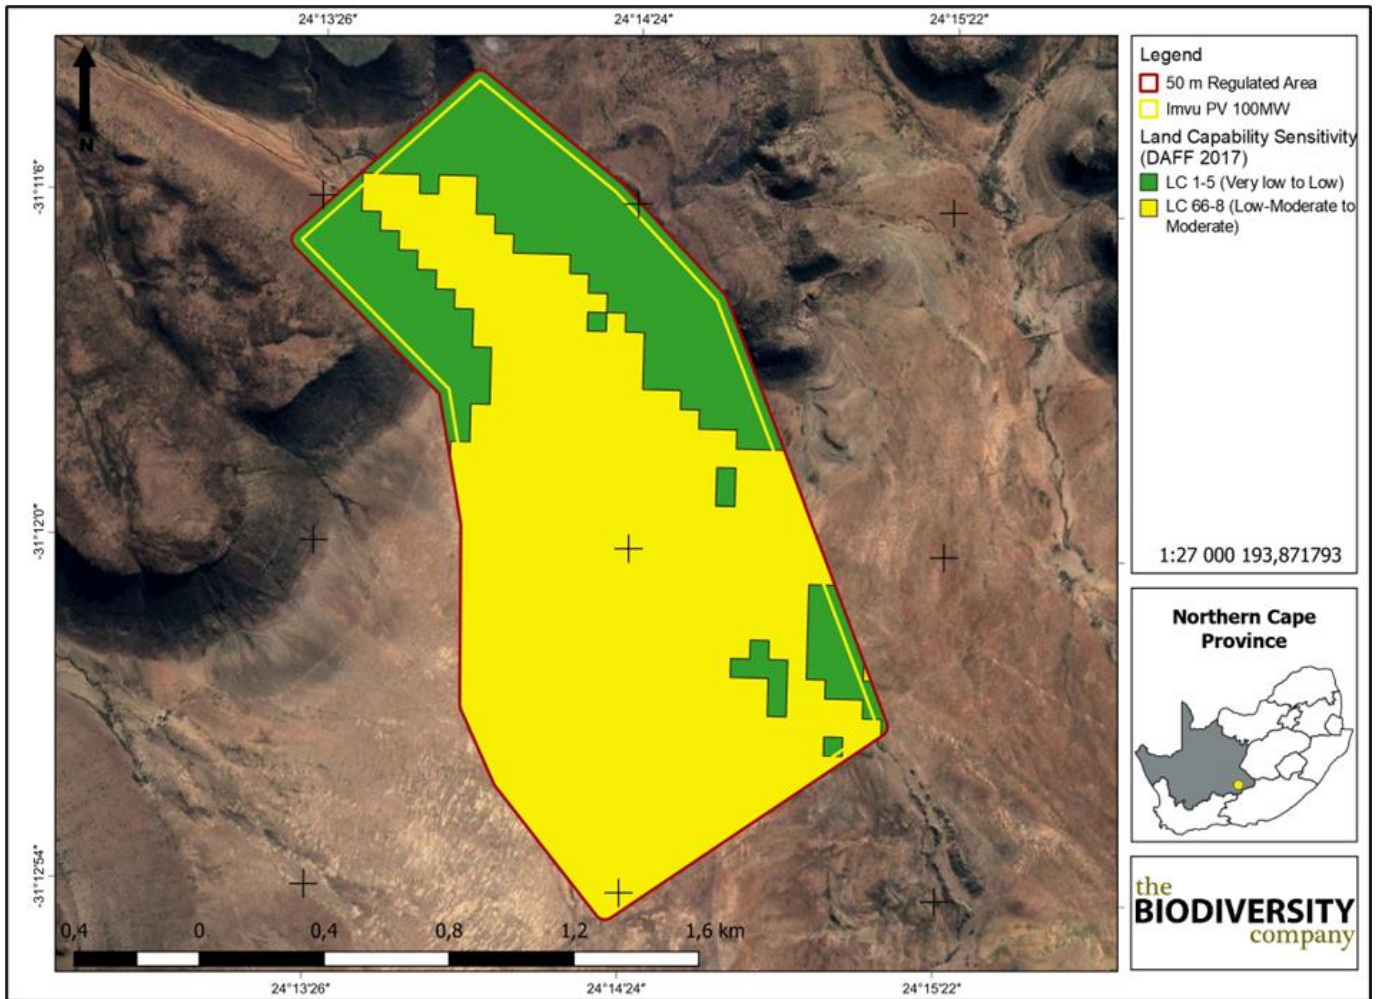 24°13'26"
24°14'24"
24°15'22"
N
-31°11'6"
-31°12'0"
-31°12'54"
0,4
0
0,4
0,8
1,2
1,6 km
24°13'26"
24°14'24"
24°15'22"
Legend
50 m Regulated Area
Imvu PV 100MW
Land Capability Sensitivity
(DAFF 2017)
LC 1-5 (Very low to Low)
LC 66-8 (Low-Moderate to
Moderate)
1:27 000 193,871793
Northern Cape
Province
the
BIODIVERSITY
company